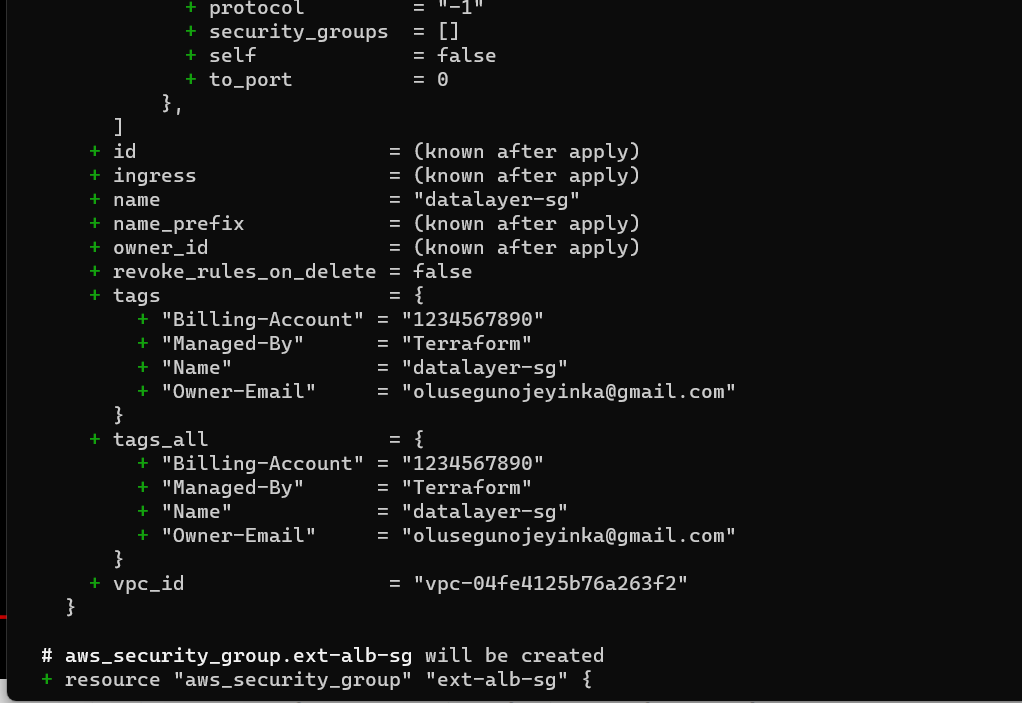 + protocol         = "-1"
+ security_groups  = []
+ self             = false
+ to_port          = 0
},
]
+ id                     = (known after apply)
+ ingress                = (known after apply)
+ name                   = "datalayer-sg"
+ name_prefix            = (known after apply)
+ owner_id               = (known after apply)
+ revoke_rules_on_delete = false
+ tags                   = {
+ "Billing-Account" = "1234567890"
+ "Managed-By"      = "Terraform"
+ "Name"            = "datalayer-sg"
+ "Owner-Email"     = "olusegunojeyinka@gmail.com"
}
+ tags_all               = {
+ "Billing-Account" = "1234567890"
+ "Managed-By"      = "Terraform"
+ "Name"            = "datalayer-sg"
+ "Owner-Email"     = "olusegunojeyinka@gmail.com"
}
+ vpc_id                 = "vpc-04fe4125b76a263f2"
}
# aws_security_group.ext-alb-sg will be created
+ resource "aws_security_group" "ext-alb-sg" {